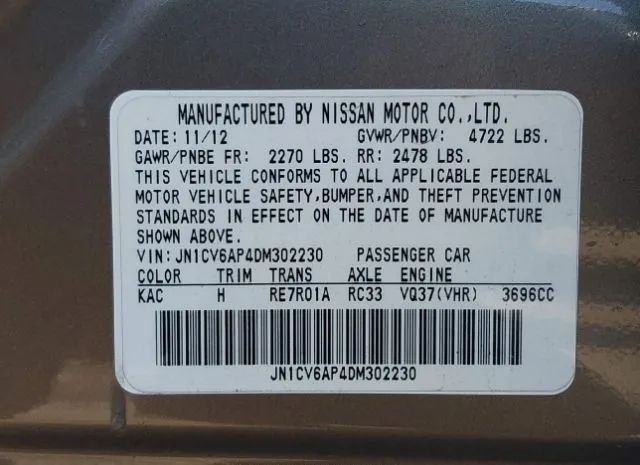 MANUFACTURED BY NISSAN MOTOR CO.,LTD.
DATE: 11/12 GVWR/PNBV: 4722 LBS.
GAWR/PNBE FR: 2270 LBS. RR: 2478 LBS.
THIS VEHICLE CONFORMS TO ALL APPLICABLE FEDERAL
MOTOR VEHICLE SAFETY,BUMPER,AND THEFT PREVENTION
STANDARDS IN EFFECT ON THE DATE OF MANUFACTURE
SHOWN ABOVE.
VIN:JN1CV6AP4DM302230 PASSENGER CAR
COLOR TRIM TRANS AXLE ENGINE
KAC H RE7R01A RC33 VQ37(VHR) 3696CC
JN1CV6AP4DM302230